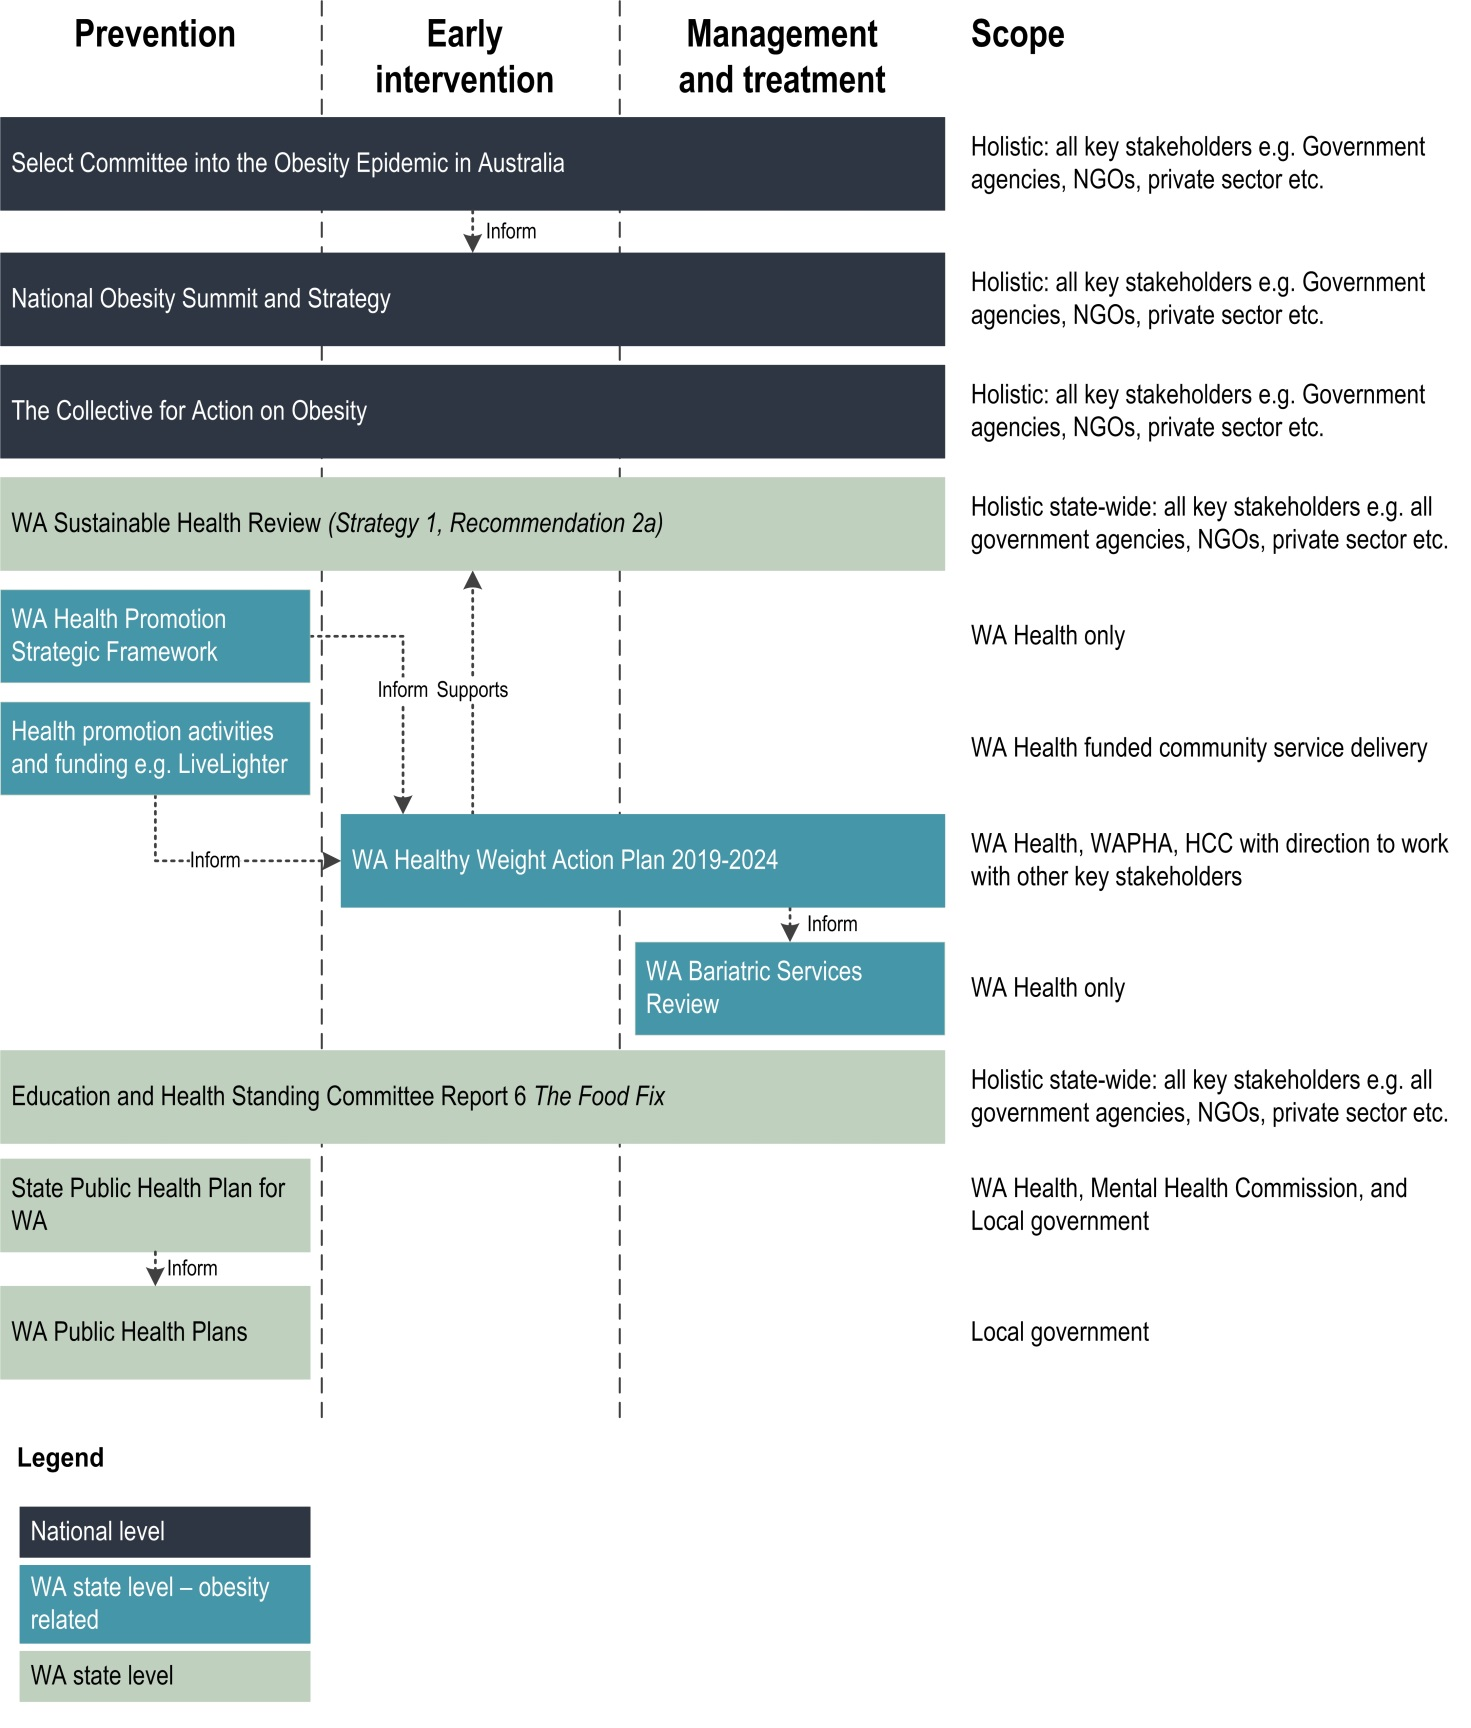 Prevention
Early
intervention
Management
and treatment
Scope
Select Committee into the Obesity Epidemic in Australia
Holistic: all key stakeholders e.g. Government
agencies, NGOs, private sector etc.
Inform
National Obesity Summit and Strategy
Holistic: all key stakeholders e.g. Government
agencies, NGOs, private sector etc.
The Collective for Action on Obesity
Holistic: all key stakeholders e.g. Government
agencies, NGOs, private sector etc.
WA Sustainable Health Review (Strategy 1, Recommendation 2a)
Holistic state-wide: all key stakeholders e.g. all
government agencies, NGOs, private sector etc.
WA Health Promotion
Strategic Framework
WA Health only
Inform
Supports
Health promotion activities
and funding e.g. LiveLighter
WA Health funded community service delivery
Inform
WA Healthy Weight Action Plan 2019-2024
WA Health, WAPHA, HCC with direction to work
with other key stakeholders
Inform
WA Bariatric Services
Review
WA Health only
Education and Health Standing Committee Report 6 The Food Fix
Holistic state-wide: all key stakeholders e.g. all
government agencies, NGOs, private sector etc.
State Public Health Plan for
WA
WA Health, Mental Health Commission, and
Local government
Inform
WA Public Health Plans
Local government
Legend
National level
WA state level – obesity
related
WA state level